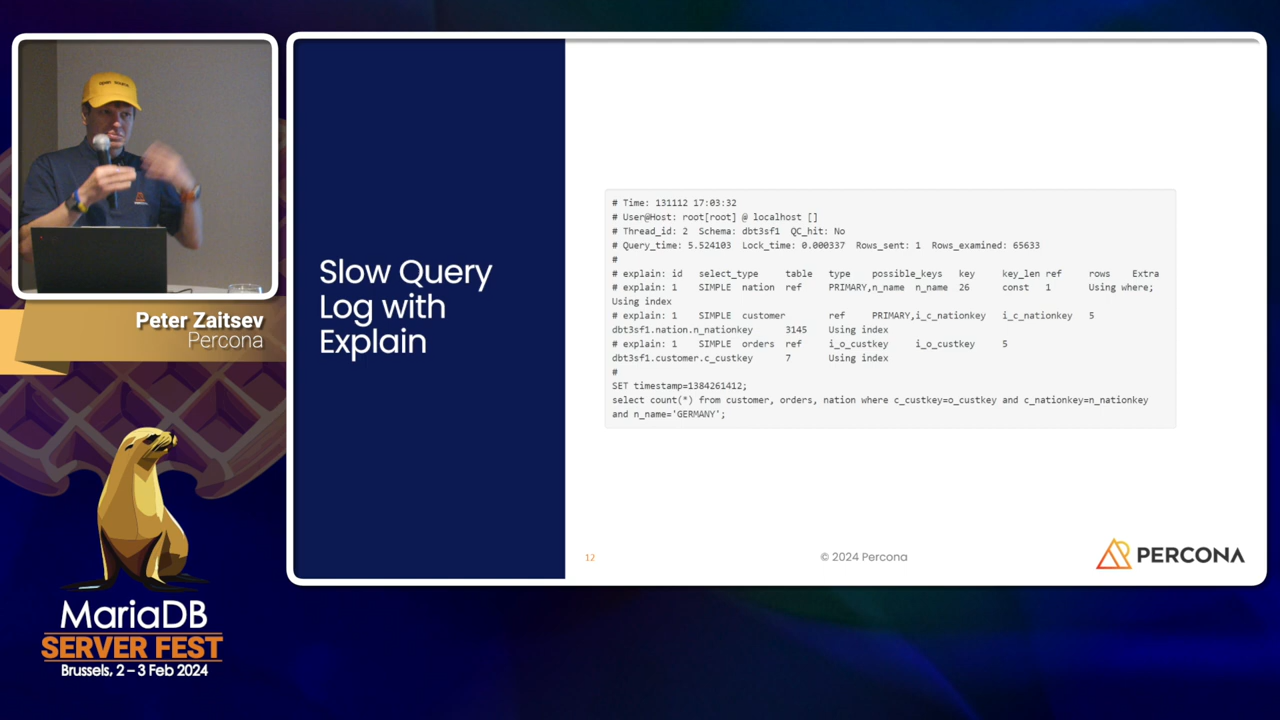 Peter Zaitsev
Percona
MariaDB
SERVER FEST
Brussels, 2 – 3 Feb 2024
Slow Query
Log with
Explain
# Time: 131112 17:03:32
# User@Host: root[root] @ localhost []
# Thread_id: 2  Schema: dbt3sf1  QC_hit: No
# Query_time: 5.524103  Lock_time: 0.000337  Rows_sent: 1  Rows_examined: 65633
#
# explain: id   select_type     table   type    possible_keys   key     key_len ref     rows    Extra
# explain: 1    SIMPLE  nation  ref     PRIMARY,n_name  n_name  26      const   1       Using where;
Using index
# explain: 1    SIMPLE  customer        ref     PRIMARY,i_c_nationkey   i_c_nationkey   5
dbt3sf1.nation.n_nationkey      3145    Using index
# explain: 1    SIMPLE  orders  ref     i_o_custkey     i_o_custkey     5
dbt3sf1.customer.c_custkey      7       Using index
#
SET timestamp=1384261412;
select count(*) from customer, orders, nation where c_custkey=o_custkey and c_nationkey=n_nationkey
and n_name='GERMANY';
12
© 2024 Percona
PERCONA